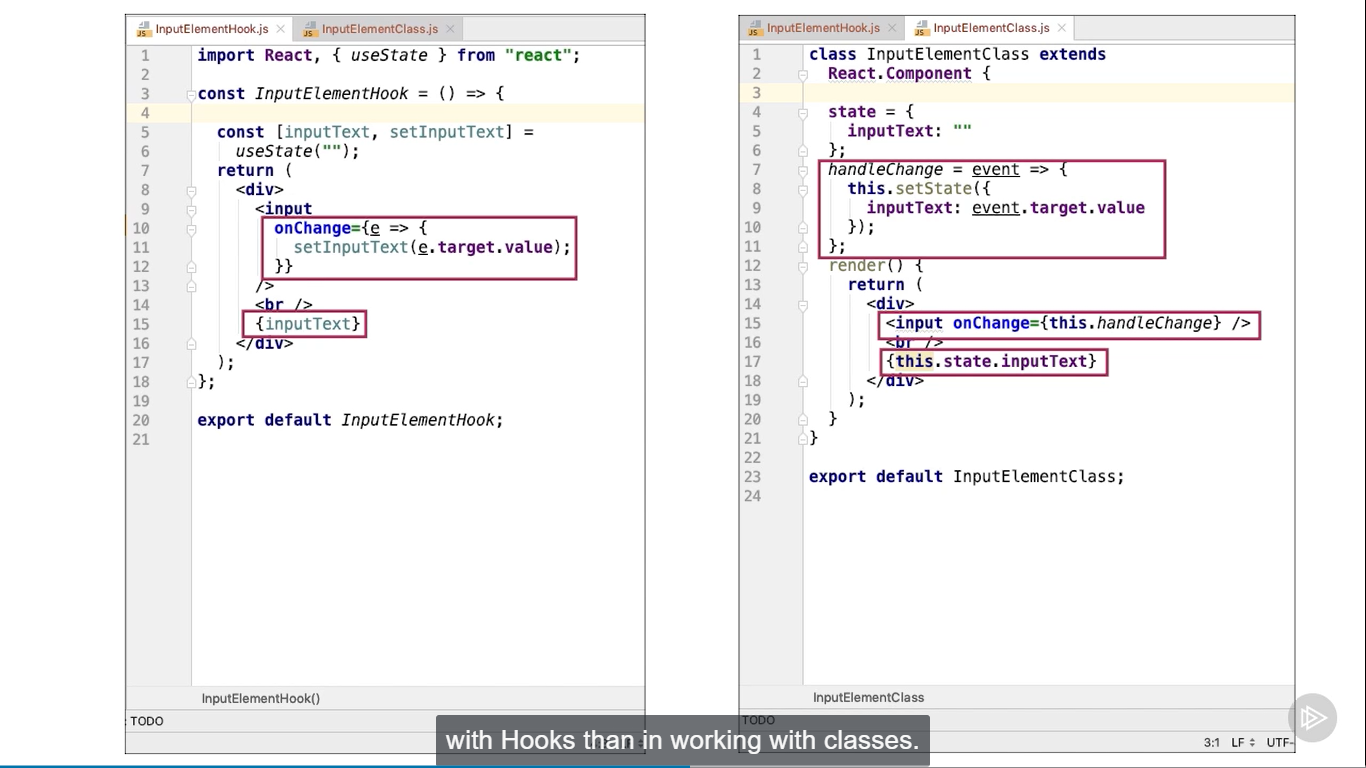 InputElementHook.js × InputElementClass.js ×
1 import React, { useState } from "react";
2
3 const InputElementHook = () => {
4
5 const [inputText, setInputText] =
6 useState("");
7 return (
8 <div>
9 <input
10 onChange={e => {
11 setInputText(e.target.value);
12 }}
13 />
14 <br />
15 {inputText}
16 </div>
17 );
18 };
19
20 export default InputElementHook;
21
InputElementHook()
: TODO
InputElementHook.js × InputElementClass.js ×
1 class InputElementClass extends
2 React.Component {
3
4 state = {
5 inputText: ""
6 };
7 handleChange = event => {
8 this.setState({
9 inputText: event.target.value
10 });
11 };
12 render() {
13 return (
14 <div>
15 <input onChange={this.handleChange} />
16 <br />
17 {this.state.inputText}
18 </div>
19 );
20 }
21 }
22
23 export default InputElementClass;
24
InputElementClass
TODO
3:1 LF UTF-
with Hooks than in working with classes.